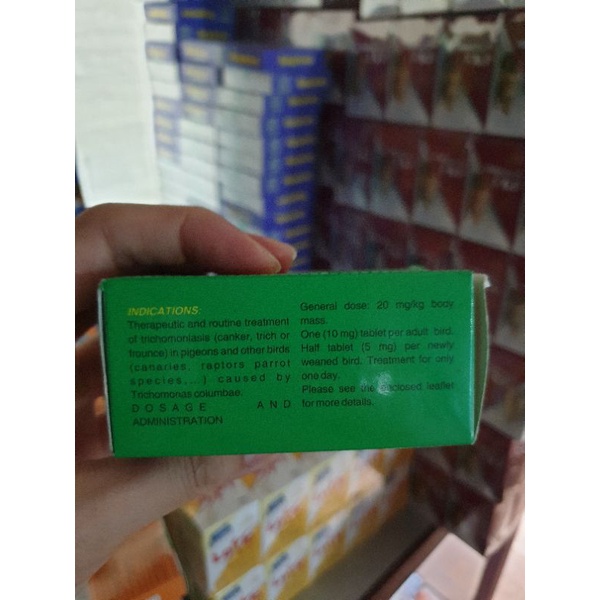 INDICATIONS:
Therapeutic and routine treatment
of trichomoniasis (canker, trich or
frounce) in pigeons and other birds
(canaries, raptors parrot
species...) caused by
Trichomonas columbae.
DOSAGE AND
ADMINISTRATION
General dose: 20 mg/kg body
mass.
One (10 mg) tablet per adult bird.
Half tablet (5 mg) per newly
weaned bird. Treatment for only
one day.
Please see the enclosed leaflet
for more details.